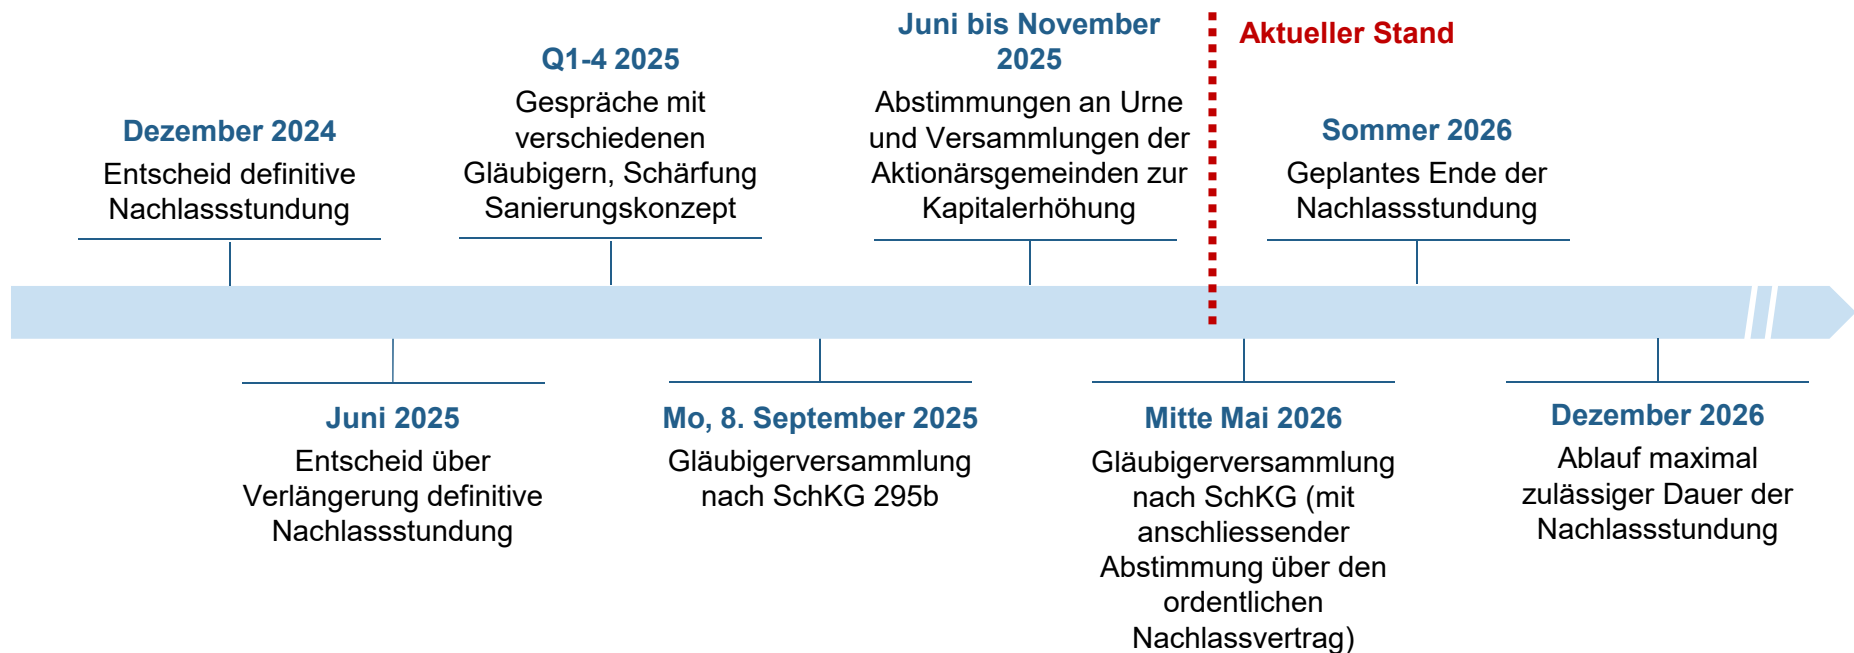 Dezember 2024
Entscheid definitive
Nachlassstundung
Q1-4 2025
Gespräche mit
verschiedenen
Gläubigern, Schärfung
Sanierungskonzept
Juni bis November
2025
Abstimmungen an Urne
und Versammlungen der
Aktionärsgemeinden zur
Kapitalerhöhung
Aktueller Stand
Sommer 2026
Geplantes Ende der
Nachlassstundung
Juni 2025
Entscheid über
Verlängerung definitive
Nachlassstundung
Mo, 8. September 2025
Gläubigerversammlung
nach SchKG 295b
Mitte Mai 2026
Gläubigerversammlung
nach SchKG (mit
anschliessender
Abstimmung über den
ordentlichen
Nachlassvertrag)
Dezember 2026
Ablauf maximal
zulässiger Dauer der
Nachlassstundung